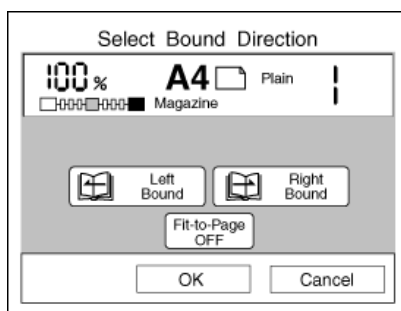 Select Bound Direction
100 % A4 Plain 1
Magazine
Left Bound
Right Bound
Fit-to-Page
OFF
OK Cancel